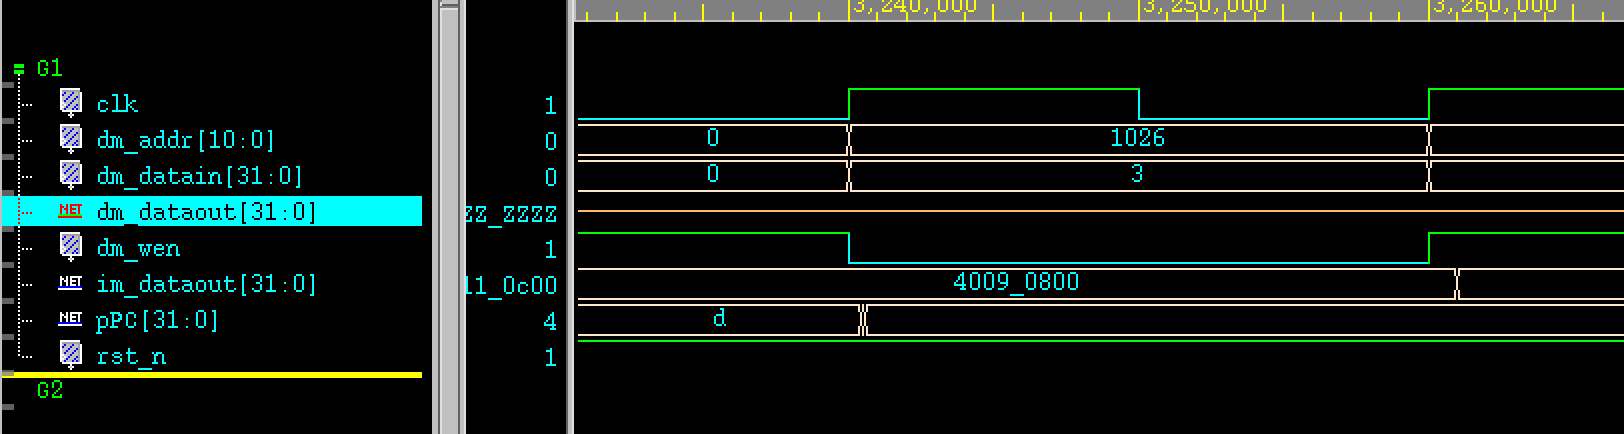 3,240,000 3,250,000 3,260,000
G1
clk 1
dm_addr[10:0] 0 0 1026
dm_datain[31:0] 0 0 3
NET dm_dataout[31:0] ZZ_ZZZZ
dm_wen 1
NET im_dataout[31:0] 11_0c00 4009_0800
NET pPC[31:0] 4 d
rst_n 1
G2